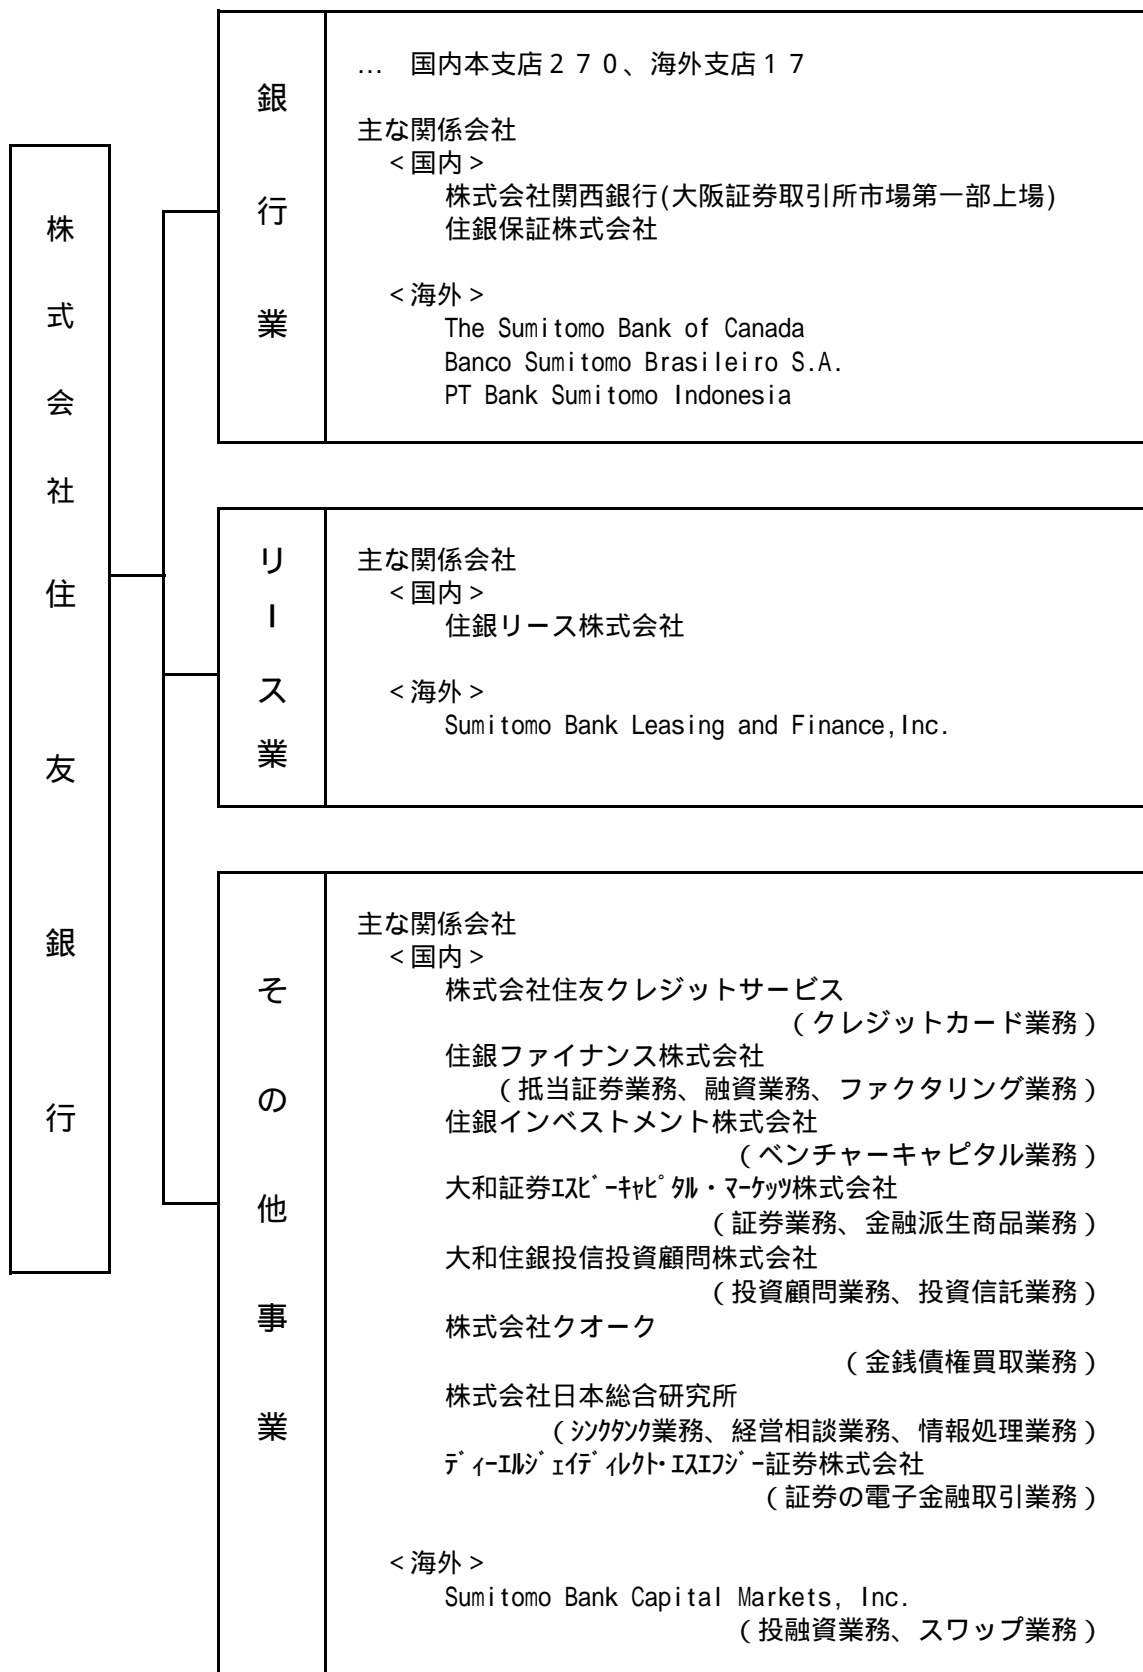 株式会社住友銀行
銀行業
… 国内本支店２７０、海外支店１７
主な関係会社
＜国内＞
株式会社関西銀行(大阪証券取引所市場第一部上場)
住銀保証株式会社
＜海外＞
The Sumitomo Bank of Canada
Banco Sumitomo Brasileiro S.A.
PT Bank Sumitomo Indonesia
リース業
主な関係会社
＜国内＞
住銀リース株式会社
＜海外＞
Sumitomo Bank Leasing and Finance,Inc.
その他事業
主な関係会社
＜国内＞
株式会社住友クレジットサービス
（クレジットカード業務）
住銀ファイナンス株式会社
（抵当証券業務、融資業務、ファクタリング業務）
住銀インベストメント株式会社
（ベンチャーキャピタル業務）
大和証券ｴｽﾋﾞｰｷｬﾋﾟﾀﾙ・ﾏｰｹｯﾂ株式会社
（証券業務、金融派生商品業務）
大和住銀投信投資顧問株式会社
（投資顧問業務、投資信託業務）
株式会社クオーク
（金銭債権買取業務）
株式会社日本総合研究所
（ｼﾝｸﾀﾝｸ業務、経営相談業務、情報処理業務）
ﾃﾞｨｰｴﾙｼﾞｪｲﾃﾞｨﾚｸﾄ･ｴｽｴﾌｼﾞｰ証券株式会社
（証券の電子金融取引業務）
＜海外＞
Sumitomo Bank Capital Markets, Inc.
（投融資業務、スワップ業務）